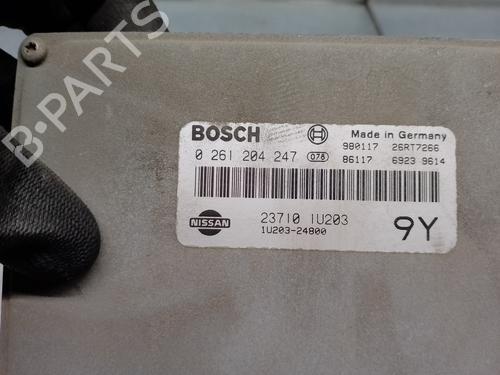 BOSCH Made in Germany
980117 26RT7266
0 261 204 247 078 86117 6923 9614
NISSAN
23710 1U203
1U203-24800
9Y
B-PARTS